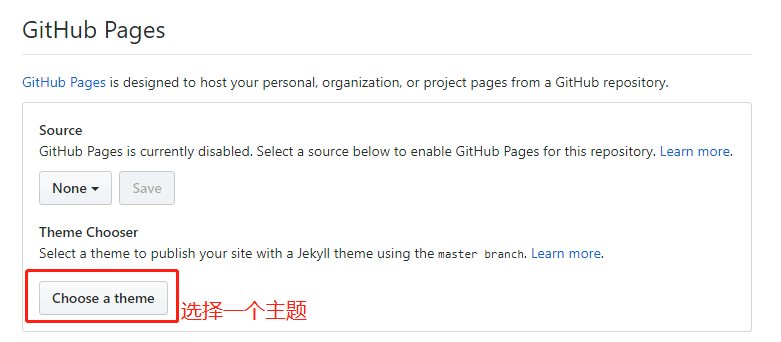 GitHub Pages
GitHub Pages is designed to host your personal, organization, or project pages from a GitHub repository.
Source
GitHub Pages is currently disabled. Select a source below to enable GitHub Pages for this repository. Learn more.
None Save
Theme Chooser
Select a theme to publish your site with a Jekyll theme using the master branch. Learn more.
Choose a theme 选择一个主题